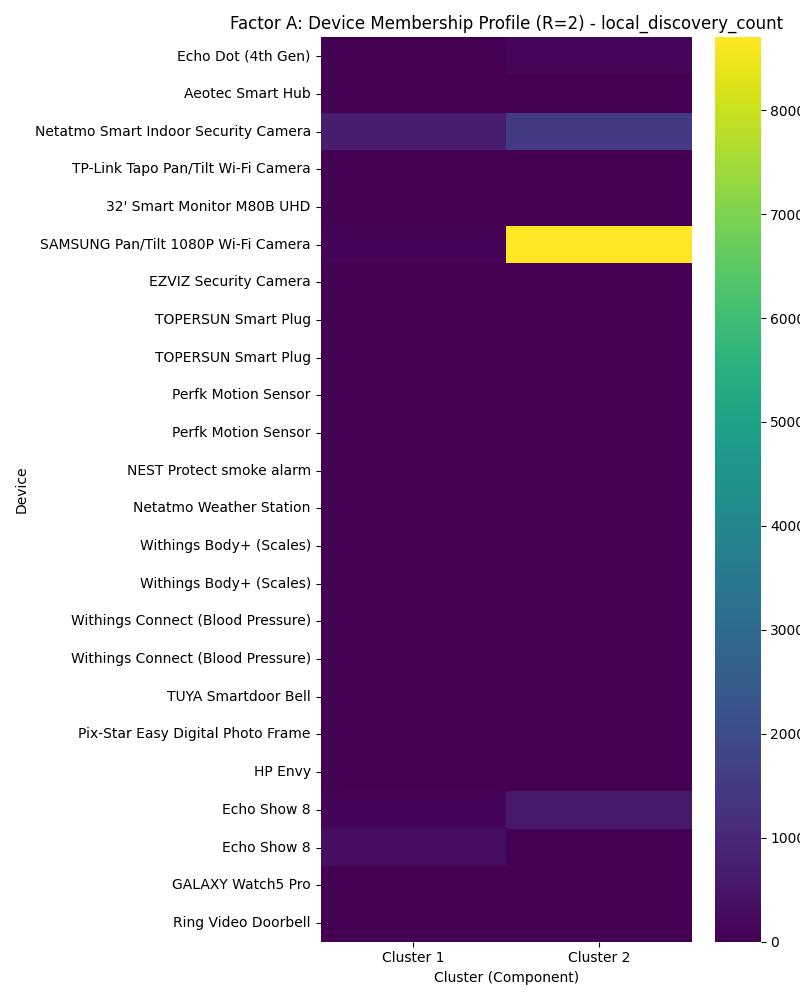 Factor A: Device Membership Profile (R=2) - local_discovery_count
Echo Dot (4th Gen)
Aeotec Smart Hub
Netatmo Smart Indoor Security Camera
TP-Link Tapo Pan/Tilt Wi-Fi Camera
32' Smart Monitor M80B UHD
SAMSUNG Pan/Tilt 1080P Wi-Fi Camera
EZVIZ Security Camera
TOPERSUN Smart Plug
TOPERSUN Smart Plug
Perfk Motion Sensor
Perfk Motion Sensor
NEST Protect smoke alarm
Netatmo Weather Station
Withings Body+ (Scales)
Withings Body+ (Scales)
Withings Connect (Blood Pressure)
Withings Connect (Blood Pressure)
TUYA Smartdoor Bell
Pix-Star Easy Digital Photo Frame
HP Envy
Echo Show 8
Echo Show 8
GALAXY Watch5 Pro
Ring Video Doorbell
Device
Cluster 1
Cluster 2
Cluster (Component)
8000
7000
6000
5000
4000
3000
2000
1000
0